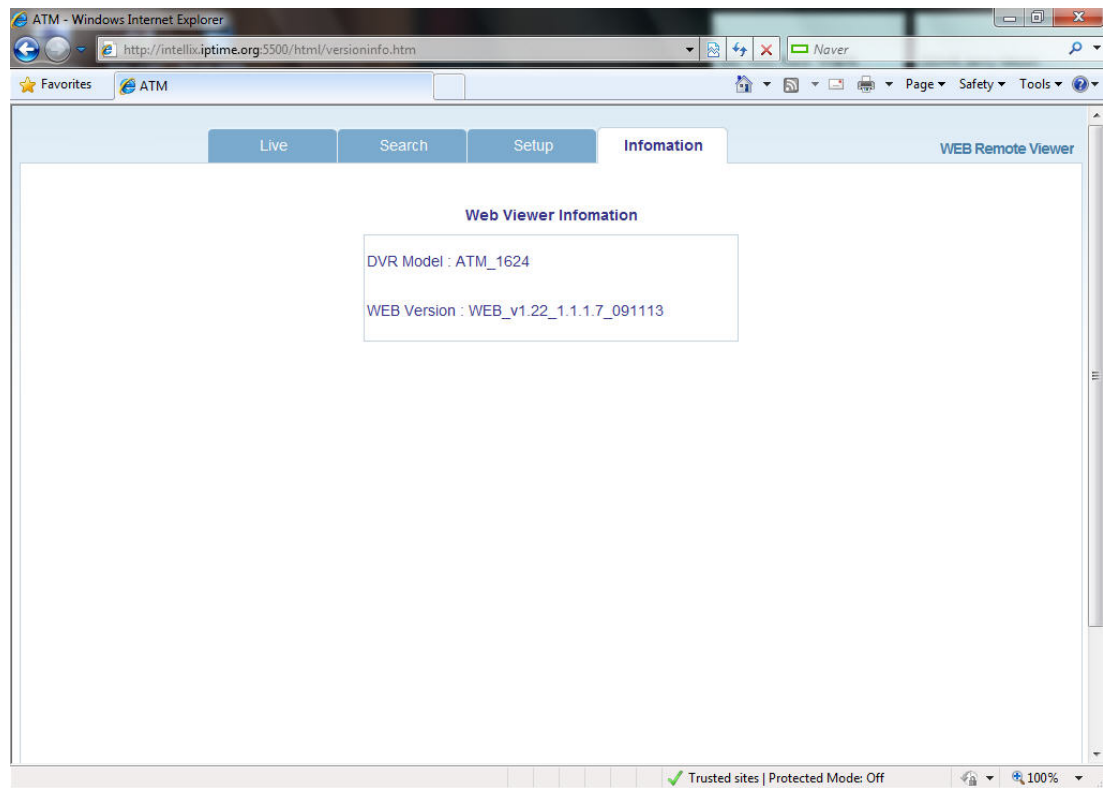 ATM - Windows Internet Explorer
http://intellix.iptime.org:5500/html/versioninfo.htm
Naver
Favorites
ATM
Page
Safety
Tools
Live
Search
Setup
Infomation
WEB Remote Viewer
Web Viewer Infomation
DVR Model : ATM_1624
WEB Version : WEB_v1.22_1.1.1.7_091113
Trusted sites | Protected Mode: Off
100%